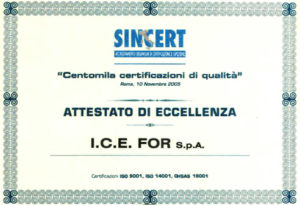 SINCERT
"Centomila certificazioni di qualità"
Roma, 10 Novembre 2005
ATTESTATO DI ECCELLENZA
I.C.E. FOR S.p.A.
Certificazioni ISO 9001, ISO 14001, OHSAS 18001